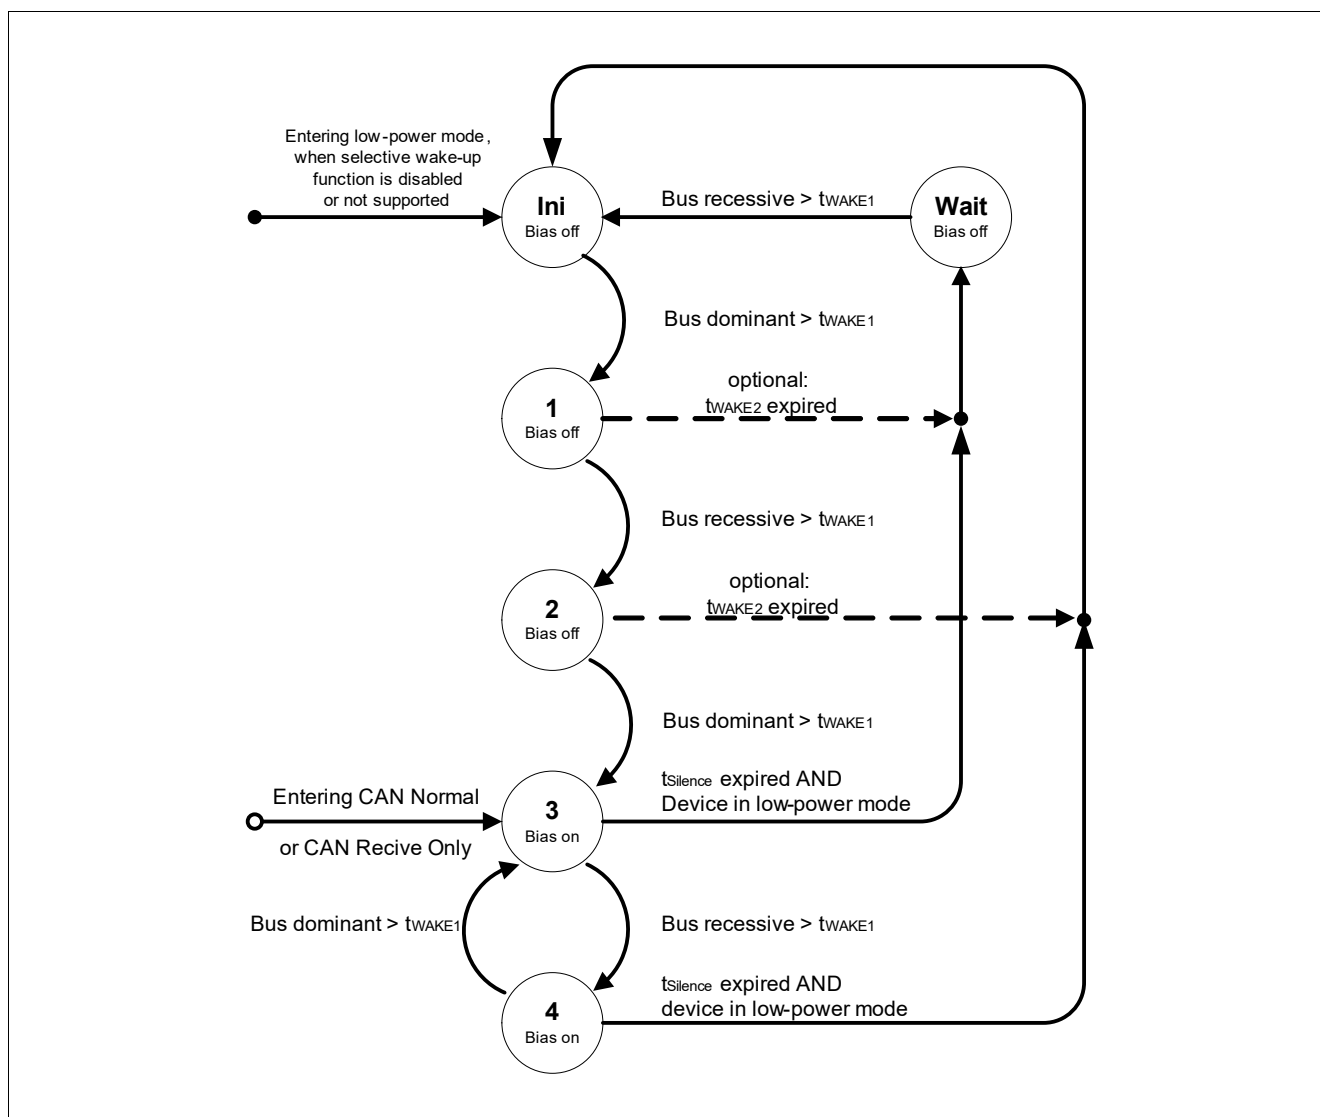 Entering low-power mode,
when selective wake-up
function is disabled
or not supported
Ini
Bias off
Bus recessive > tWAKE1
Wait
Bias off
Bus dominant > tWAKE1
optional:
tWAKE2 expired
1
Bias off
Bus recessive > tWAKE1
optional:
tWAKE2 expired
2
Bias off
Bus dominant > tWAKE1
Entering CAN Normal
or CAN Recive Only
3
Bias on
tSilence expired AND
Device in low-power mode
Bus dominant > tWAKE1
Bus recessive > tWAKE1
tSilence expired AND
device in low-power mode
4
Bias on